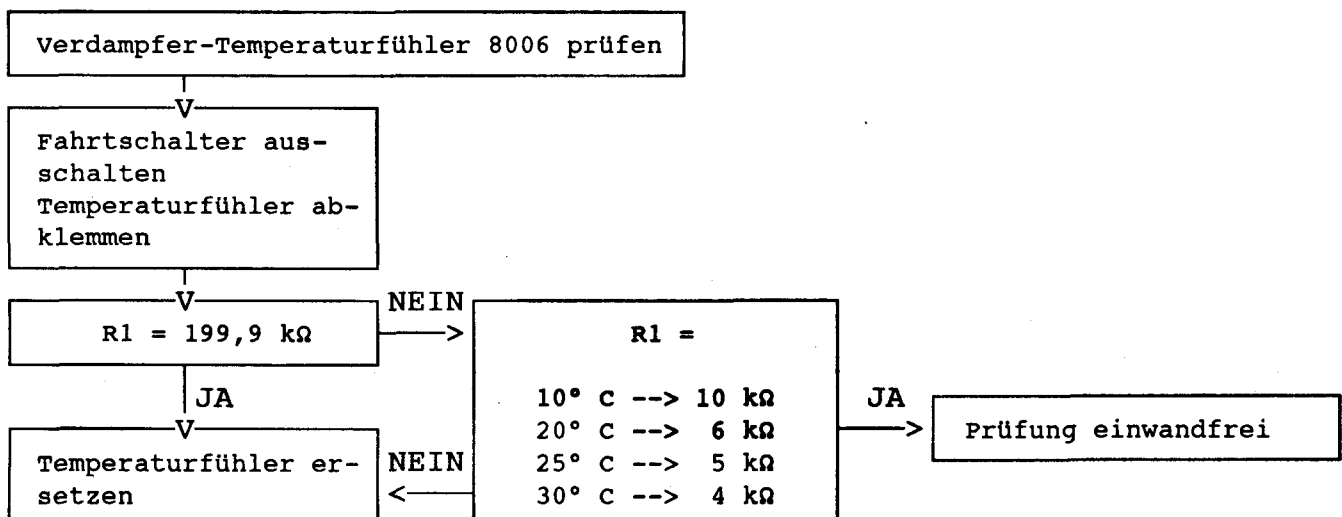 Verdampfer-Temperaturfühler 8006 prüfen
V
Fahrtschalter aus-
schalten
Temperaturfühler ab-
klemmen
V
R1 = 199,9 kΩ
NEIN
>
R1 =
10° C --> 10 kΩ
20° C --> 6 kΩ
25° C --> 5 kΩ
30° C --> 4 kΩ
JA
>
Prüfung einwandfrei
JA
V
NEIN
<
Temperaturfühler er-
setzen